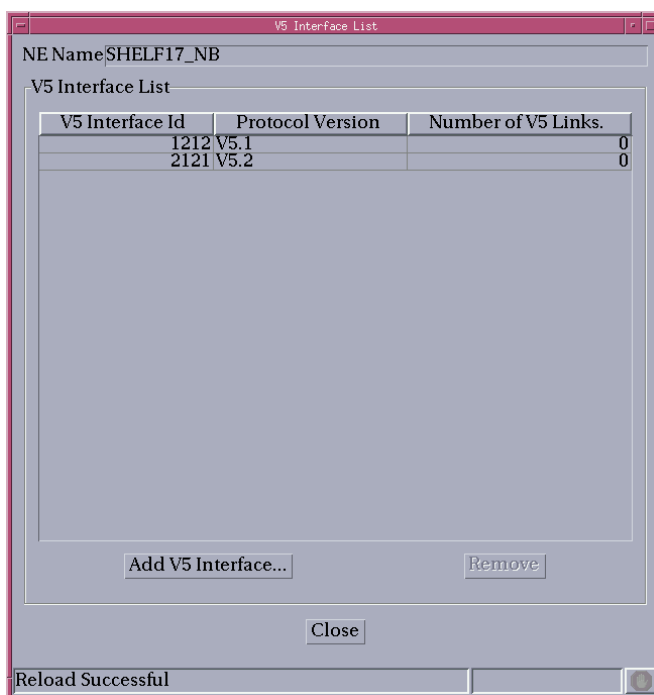 V5 Interface List
NE Name SHELF17_NB
V5 Interface List
V5 Interface Id Protocol Version Number of V5 Links.
1212 V5.1 0
2121 V5.2 0
Add V5 Interface... Remove
Close
Reload Successful